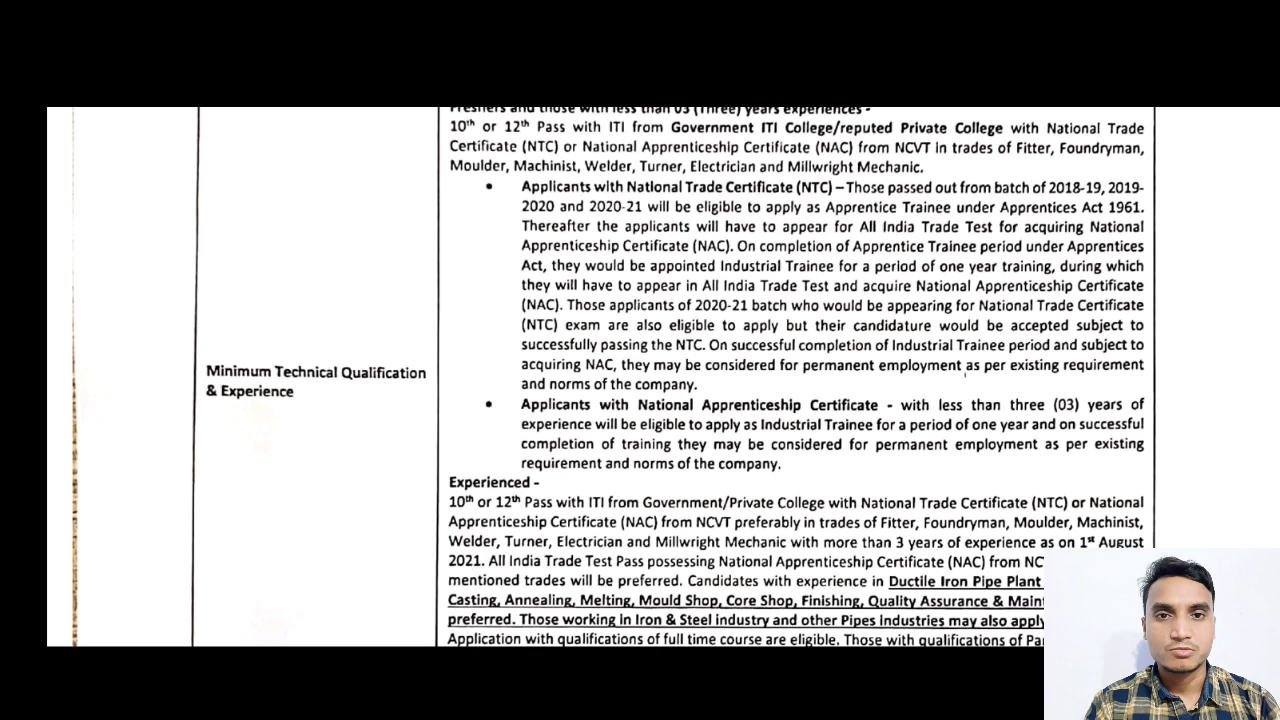 Freshers and those with less than 03 (Three) years experiences -
10th or 12th Pass with ITI from Government ITI College/reputed Private College with National Trade
Certificate (NTC) or National Apprenticeship Certificate (NAC) from NCVT in trades of Fitter, Foundryman,
Moulder, Machinist, Welder, Turner, Electrician and Millwright Mechanic.
• Applicants with National Trade Certificate (NTC) – Those passed out from batch of 2018-19, 2019-
2020 and 2020-21 will be eligible to apply as Apprentice Trainee under Apprentices Act 1961.
Thereafter the applicants will have to appear for All India Trade Test for acquiring National
Apprenticeship Certificate (NAC). On completion of Apprentice Trainee period under Apprentices
Act, they would be appointed Industrial Trainee for a period of one year training, during which
they will have to appear in All India Trade Test and acquire National Apprenticeship Certificate
(NAC). Those applicants of 2020-21 batch who would be appearing for National Trade Certificate
(NTC) exam are also eligible to apply but their candidature would be accepted subject to
successfully passing the NTC. On successful completion of Industrial Trainee period and subject to
acquiring NAC, they may be considered for permanent employment as per existing requirement
and norms of the company.
Minimum Technical Qualification
& Experience
• Applicants with National Apprenticeship Certificate - with less than three (03) years of
experience will be eligible to apply as Industrial Trainee for a period of one year and on successful
completion of training they may be considered for permanent employment as per existing
requirement and norms of the company.
Experienced -
10th or 12th Pass with ITI from Government/Private College with National Trade Certificate (NTC) or National
Apprenticeship Certificate (NAC) from NCVT preferably in trades of Fitter, Foundryman, Moulder, Machinist,
Welder, Turner, Electrician and Millwright Mechanic with more than 3 years of experience as on 1st August
2021. All India Trade Test Pass possessing National Apprenticeship Certificate (NAC) from NC
mentioned trades will be preferred. Candidates with experience in Ductile Iron Pipe Plant
Casting, Annealing, Melting, Mould Shop, Core Shop, Finishing, Quality Assurance & Maint
preferred. Those working in Iron & Steel industry and other Pipes industries may also apply
Application with qualifications of full time course are eligible. Those with qualifications of Pa